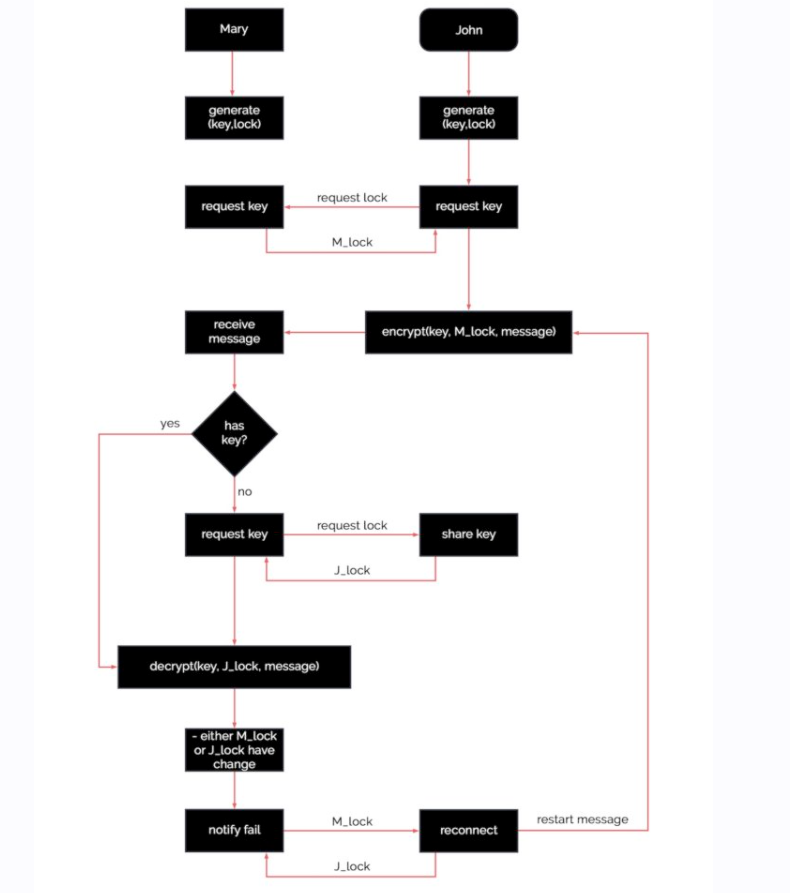 Mary
John
generate
(key,lock)
generate
(key,lock)
request key
request lock
request key
M_lock
receive
message
encrypt(key, M_lock, message)
yes
has
key?
no
request key
request lock
share key
J_lock
decrypt(key, J_lock, message)
- either M_lock
or J_lock have
change
notify fail
M_lock
reconnect
restart message
J_lock